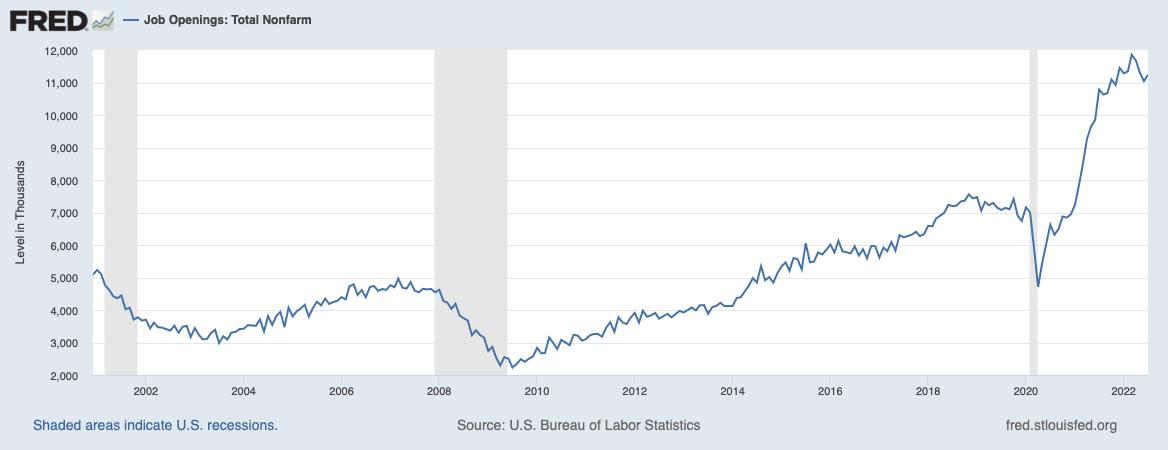 FRED
Job Openings: Total Nonfarm
Level in Thousands
12,000
11,000
10,000
9,000
8,000
7,000
6,000
5,000
4,000
3,000
2,000
2002 2004 2006 2008 2010 2012 2014 2016 2018 2020 2022
Shaded areas indicate U.S. recessions. Source: U.S. Bureau of Labor Statistics fred.stlouisfed.org